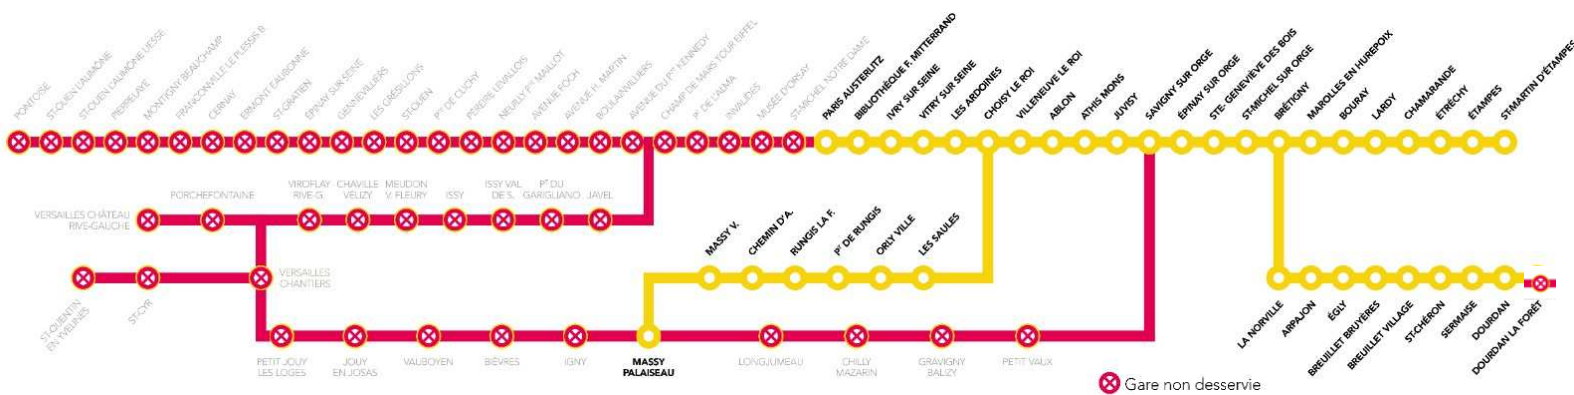 PONTOISE
ST-OUEN L'AUMÔNE
ST-OUEN L'AUMÔNE LIESSE
PIERRELAYE
MONTIGNY BEAUCHAMP
FRANCONVILLE LE PLESSIS B.
CERNAY
ERMONT EAUBONNE
ST-GRATIEN
ÉPINAY SUR SEINE
GENNEVILLIERS
LES GRÉSILLONS
ST-OUEN
PTE DE CLICHY
PEREIRE LEVALLOIS
NEUILLY PTE MAILLOT
AVENUE FOCH
AVENUE H. MARTIN
BOULAINVILLIERS
AVENUE DU PDT KENNEDY
CHAMP DE MARS TOUR EIFFEL
PT DE L'ALMA
INVALIDES
MUSÉE D'ORSAY
ST-MICHEL NOTRE DAME
PARIS AUSTERLITZ
BIBLIOTHÈQUE F. MITTERRAND
IVRY SUR SEINE
VITRY SUR SEINE
LES ARDOINES
CHOISY LE ROI
VILLENEUVE LE ROI
ABLON
ATHIS MONS
JUVISY
SAVIGNY SUR ORGE
ÉPINAY SUR ORGE
STE- GENEVIÈVE DES BOIS
ST-MICHEL SUR ORGE
BRÉTIGNY
MAROLLES EN HUREPOIX
BOURAY
LARDY
CHAMARANDE
ÉTRÉCHY
ÉTAMPES
ST-MARTIN D'ÉTAMPES
VERSAILLES CHÂTEAU
RIVE-GAUCHE
PORCHEFONTAINE
VIROFLAY
RIVE-G.
CHAVILLE
VÉLIZY
MEUDON
V. FLEURY
ISSY
ISSY VAL
DE S.
PT DU
GARIGLIANO
JAVEL
MASSY V.
CHEMIN D'A.
RUNGIS LA F.
PT DE RUNGIS
ORLY VILLE
LES SAULES
ST-QUENTIN
EN YVELINES
ST-CYR
VERSAILLES
CHANTIERS
LA NORVILLE
ARPAJON
ÉGLY
BREUILLET BRUYÈRES
BREUILLET VILLAGE
ST-CHÉRON
SERMAISE
DOURDAN
DOURDAN LA FORÊT
PETIT JOUY
LES LOGES
JOUY
EN JOSAS
VAUBOYEN
BIÈVRES
IGNY
MASSY
PALAISEAU
LONGJUMEAU
CHILLY
MAZARIN
GRAVIGNY
BALIZY
PETIT VAUX
Gare non desservie